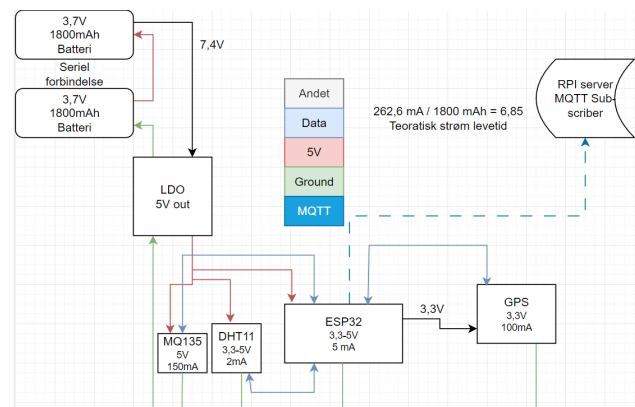 3,7V
1800mAh
Batteri
Seriel
forbindelse
3,7V
1800mAh
Batteri
7,4V
LDO
5V out
Andet
Data
5V
Ground
MQTT
262,6 mA / 1800 mAh = 6,85
Teoratisk strøm levetid
RPI server
MQTT Sub-
scriber
MQ135
5V
150mA
DHT11
3,3-5V
2mA
ESP32
3,3-5V
5 mA
3,3V
GPS
3,3V
100mA